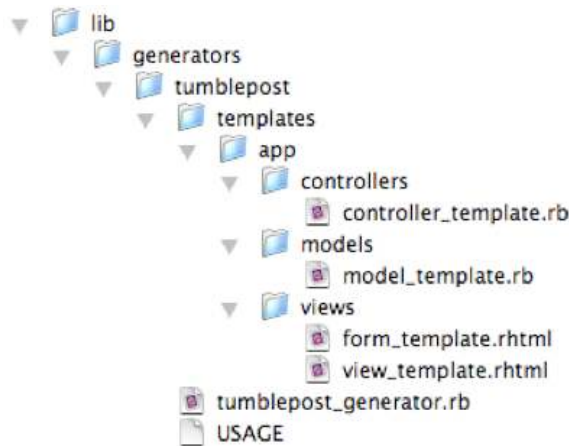 lib
generators
tumblepost
templates
app
controllers
controller_template.rb
models
model_template.rb
views
form_template.rhtml
view_template.rhtml
tumblepost_generator.rb
USAGE